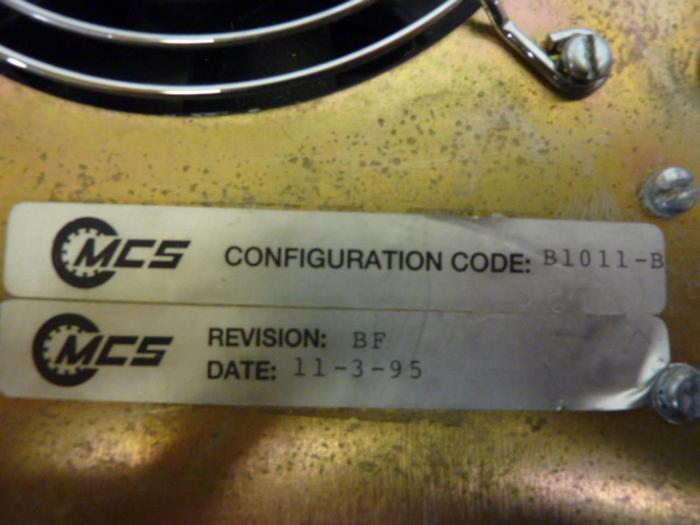 MCS CONFIGURATION CODE: B1011-B
MCS REVISION: BF
DATE: 11-3-95